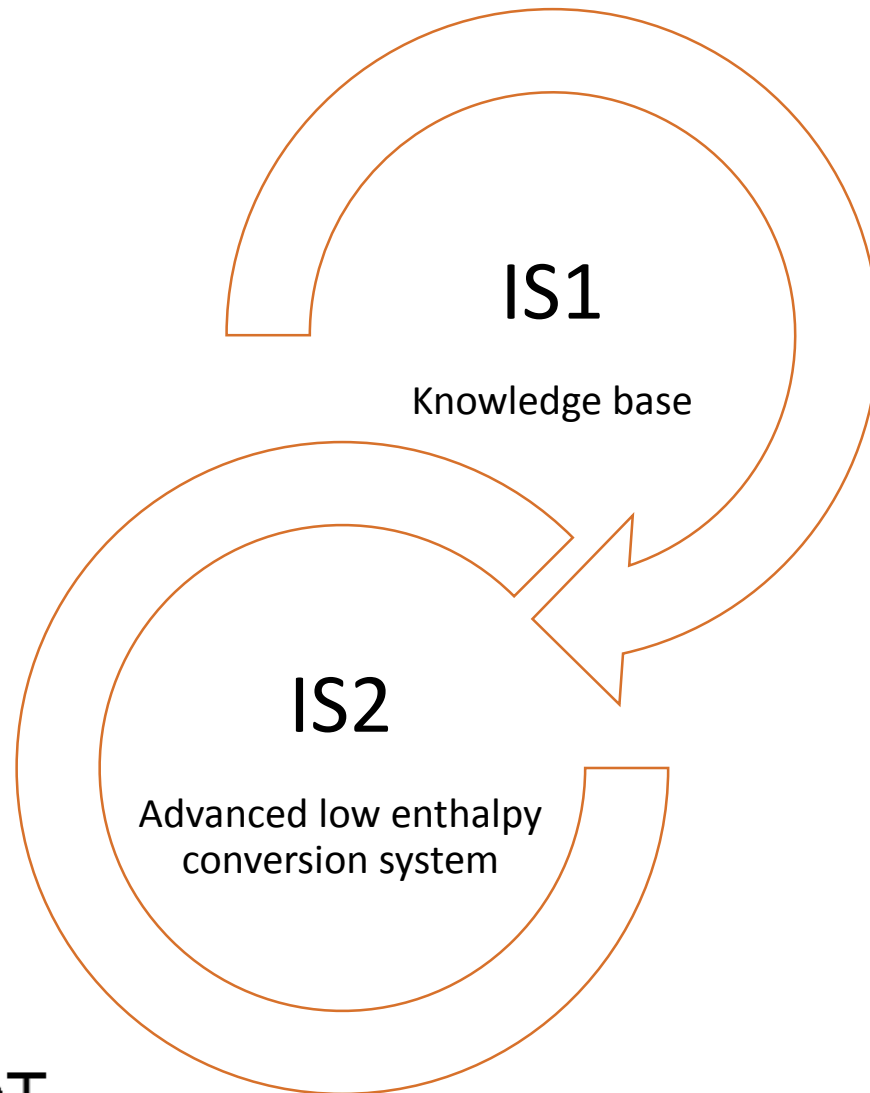 IS1
Knowledge base
IS2
Advanced low enthalpy
conversion system